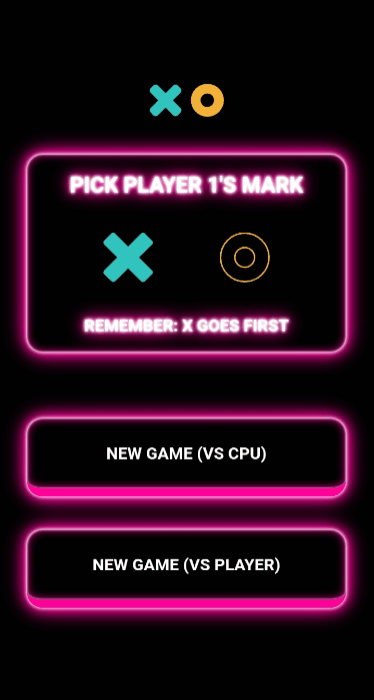 PICK PLAYER 1'S MARK
REMEMBER: X GOES FIRST
NEW GAME (VS CPU)
NEW GAME (VS PLAYER)